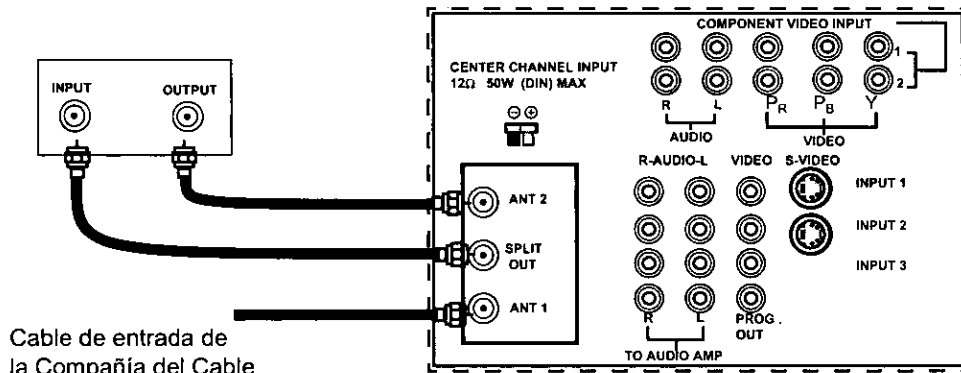 INPUT
OUTPUT
Cable de entrada de
la Compañía del Cable
CENTER CHANNEL INPUT
12Ω 50W (DIN) MAX
⊖ ⊕
ANT 2
SPLIT
OUT
ANT 1
COMPONENT VIDEO INPUT
1
2
R L PR PB Y
AUDIO
VIDEO
R-AUDIO-L VIDEO S-VIDEO
INPUT 1
INPUT 2
INPUT 3
R L PROG.
OUT
TO AUDIO AMP